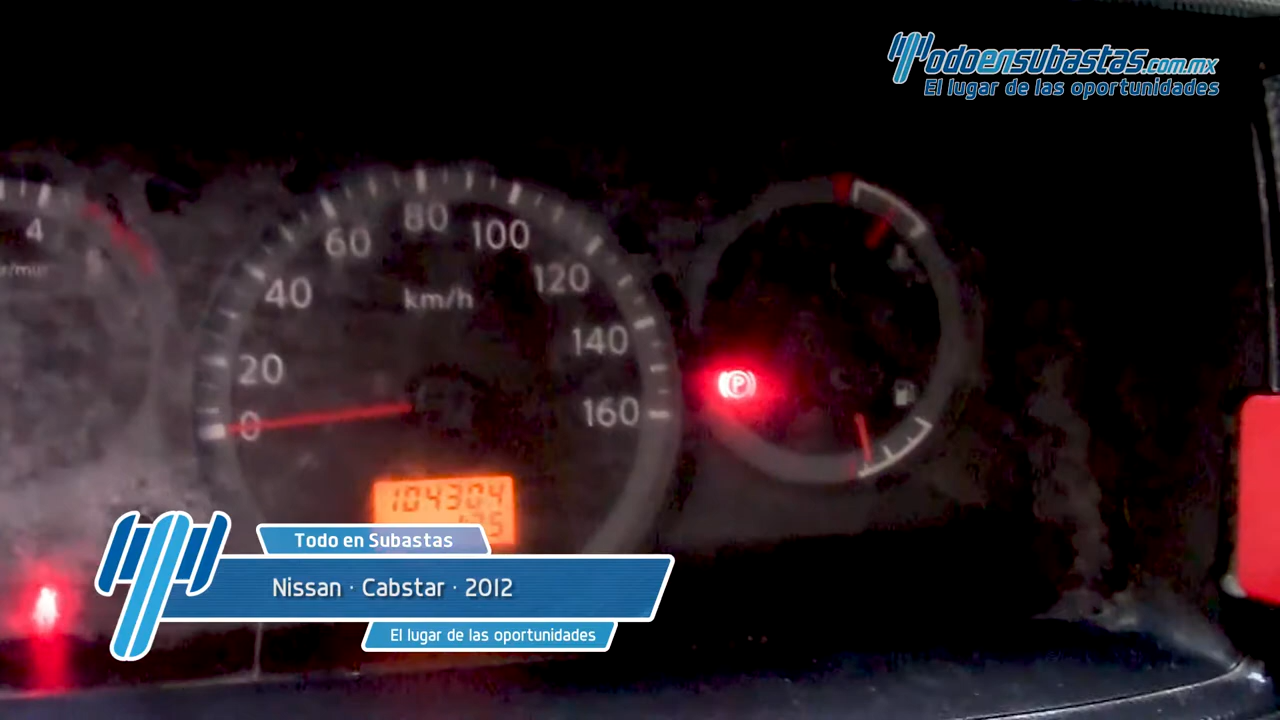 Todoensubastas.com.mx
El lugar de las oportunidades
4
r/min
20
40
60
80
100
120
140
160
0
km/h
P
104304
Todo en Subastas
Nissan · Cabstar · 2012
El lugar de las oportunidades